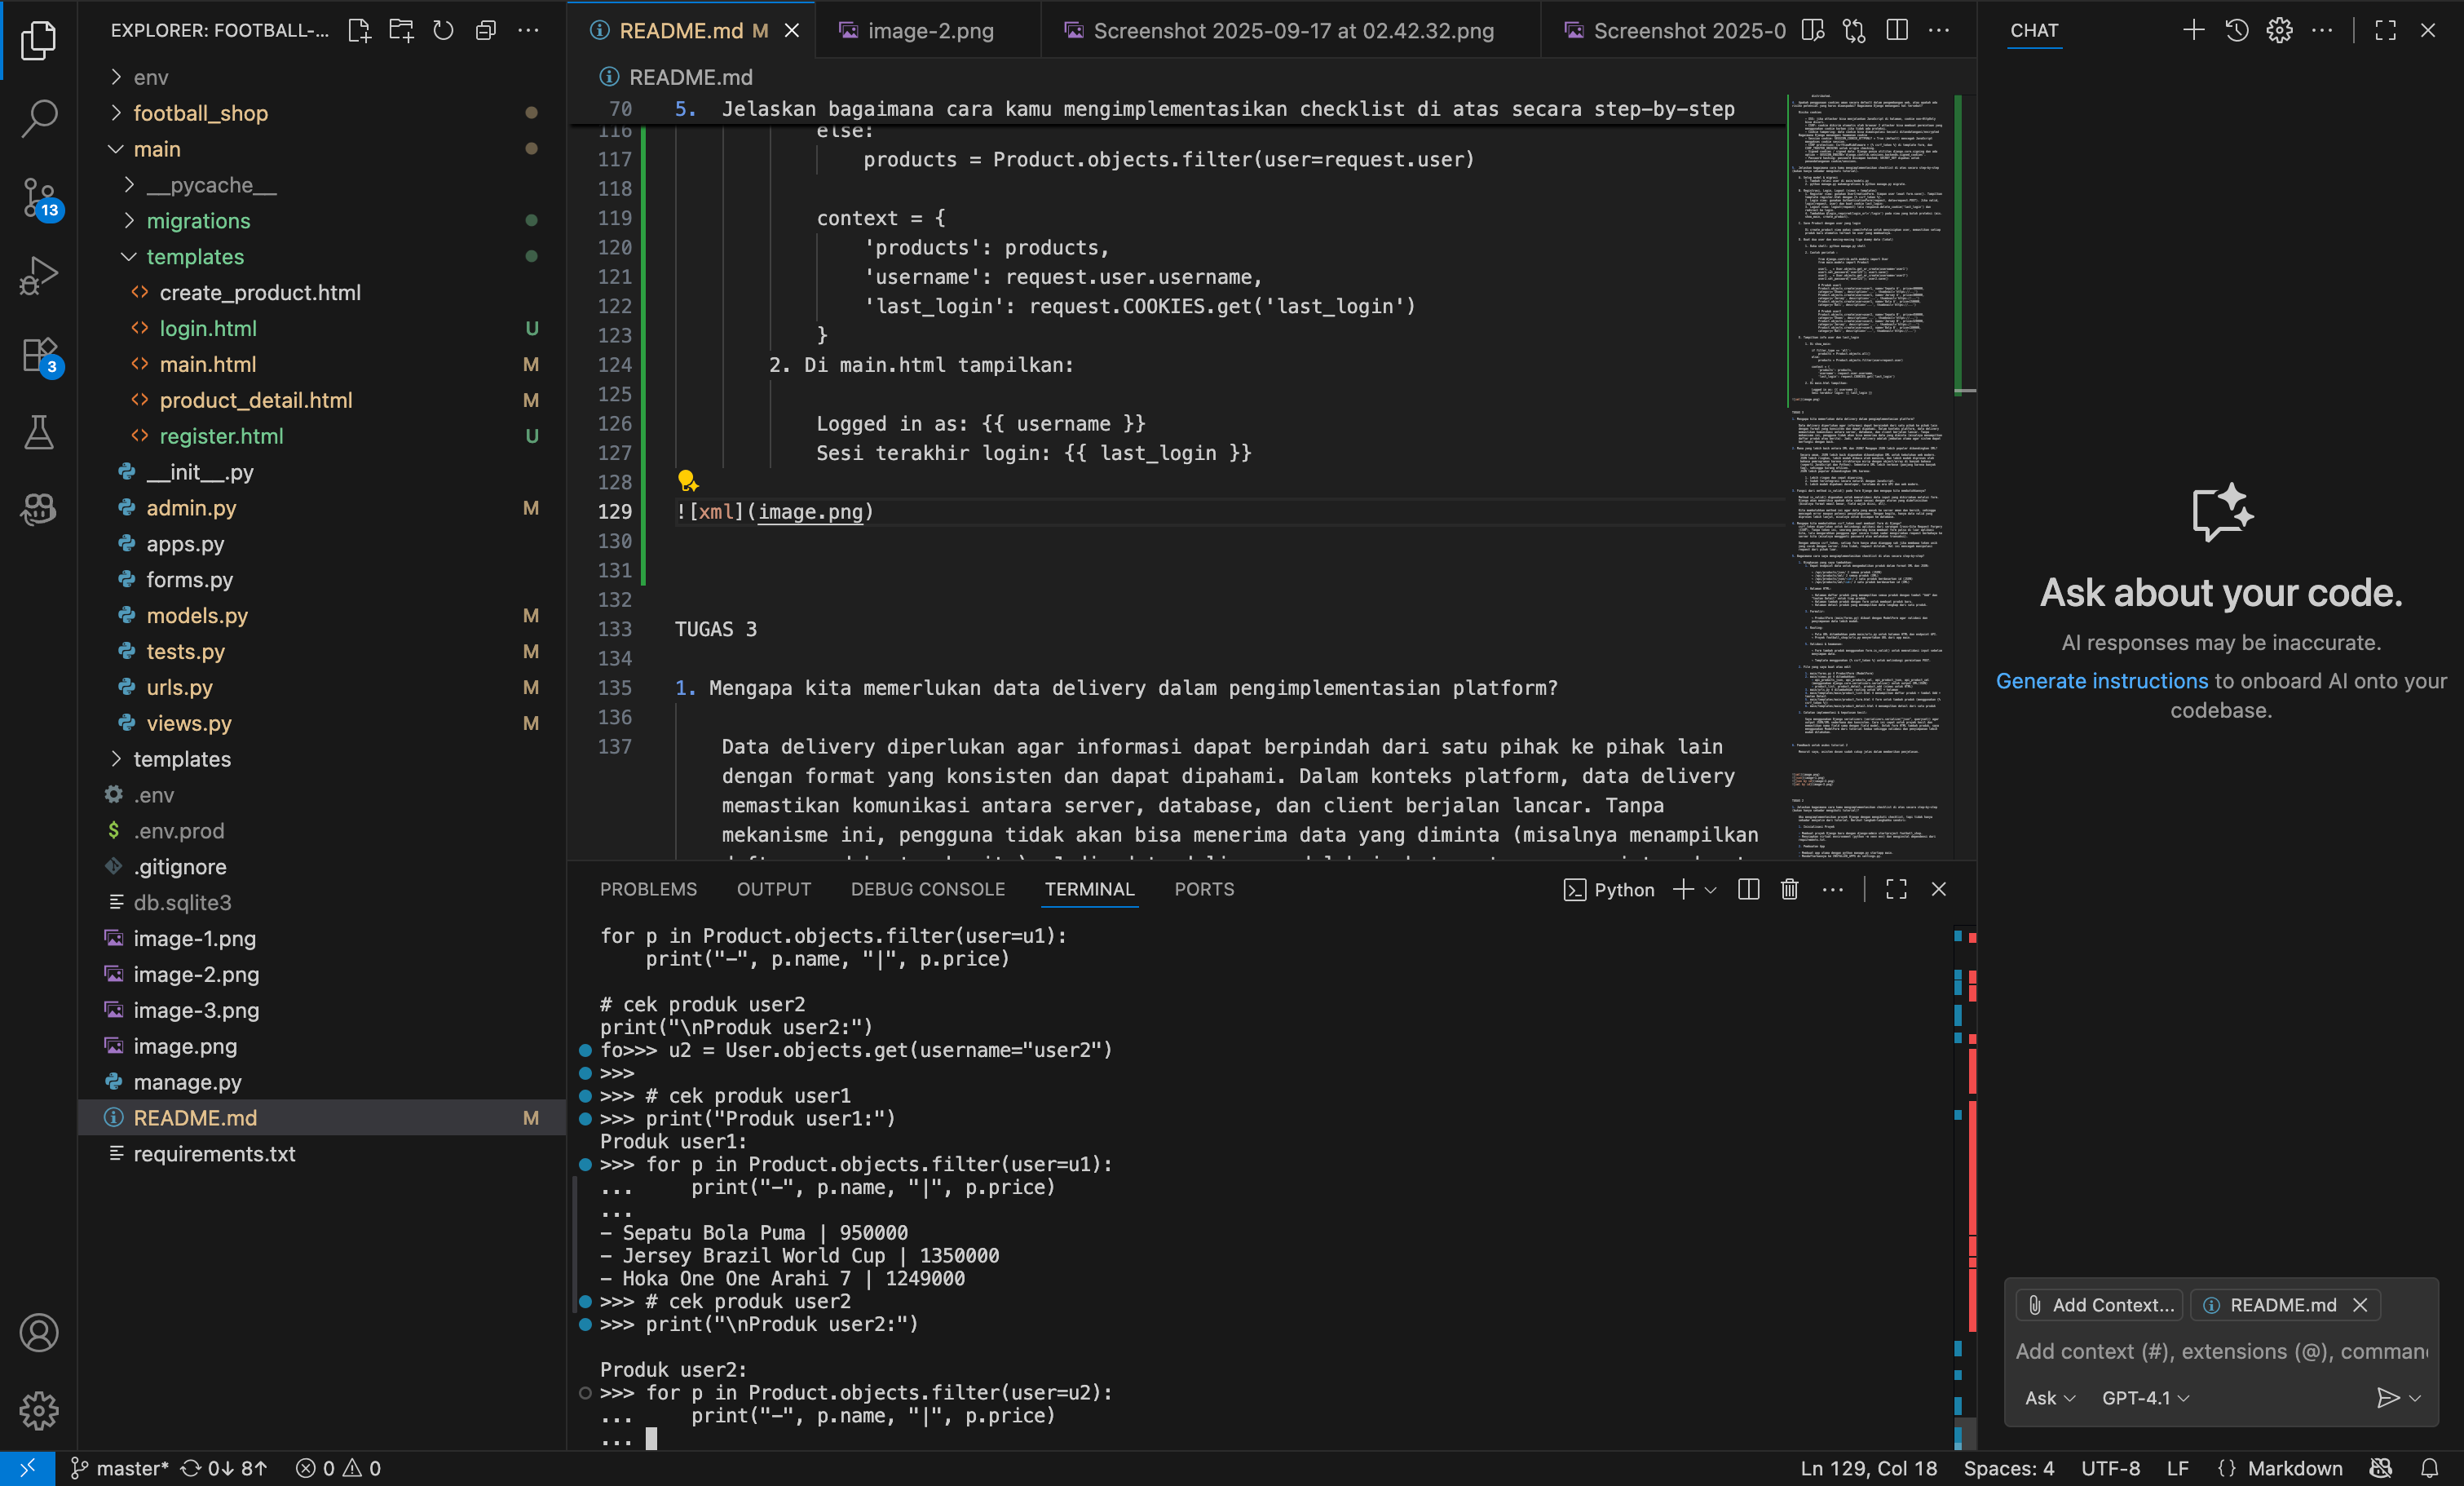 EXPLORER: FOOTBALL-...
env
football_shop
main
__pycache__
migrations
templates
create_product.html
login.html U
main.html M
product_detail.html M
register.html U
__init__.py
admin.py M
apps.py
forms.py
models.py M
tests.py M
urls.py M
views.py M
templates
.env
.env.prod
.gitignore
db.sqlite3
image-1.png
image-2.png
image-3.png
image.png
manage.py
README.md M
requirements.txt
13
3
README.md M
image-2.png
Screenshot 2025-09-17 at 02.42.32.png
Screenshot 2025-0
README.md
70 5. Jelaskan bagaimana cara kamu mengimplementasikan checklist di atas secara step-by-step
116 else:
117 products = Product.objects.filter(user=request.user)
118
119 context = {
120 'products': products,
121 'username': request.user.username,
122 'last_login': request.COOKIES.get('last_login')
123 }
124 2. Di main.html tampilkan:
125
126 Logged in as: {{ username }}
127 Sesi terakhir login: {{ last_login }}
128
129 ![xml](image.png)
130
131
132
133 TUGAS 3
134
135 1. Mengapa kita memerlukan data delivery dalam pengimplementasian platform?
136
137 Data delivery diperlukan agar informasi dapat berpindah dari satu pihak ke pihak lain
dengan format yang konsisten dan dapat dipahami. Dalam konteks platform, data delivery
memastikan komunikasi antara server, database, dan client berjalan lancar. Tanpa
mekanisme ini, pengguna tidak akan bisa menerima data yang diminta (misalnya menampilkan
PROBLEMS OUTPUT DEBUG CONSOLE TERMINAL PORTS
Python
for p in Product.objects.filter(user=u1):
print("-", p.name, "|", p.price)
# cek produk user2
print("\nProduk user2:")
fo>>> u2 = User.objects.get(username="user2")
>>>
>>> # cek produk user1
>>> print("Produk user1:")
Produk user1:
>>> for p in Product.objects.filter(user=u1):
... print("-", p.name, "|", p.price)
...
- Sepatu Bola Puma | 950000
- Jersey Brazil World Cup | 1350000
- Hoka One One Arahi 7 | 1249000
>>> # cek produk user2
>>> print("\nProduk user2:")
Produk user2:
>>> for p in Product.objects.filter(user=u2):
... print("-", p.name, "|", p.price)
...
CHAT
Ask about your code.
AI responses may be inaccurate.
Generate instructions to onboard AI onto your
codebase.
Add Context...
README.md
Add context (#), extensions (@), comman
Ask
GPT-4.1
master* 0↓ 8↑ 0 0
Ln 129, Col 18 Spaces: 4 UTF-8 LF {} Markdown